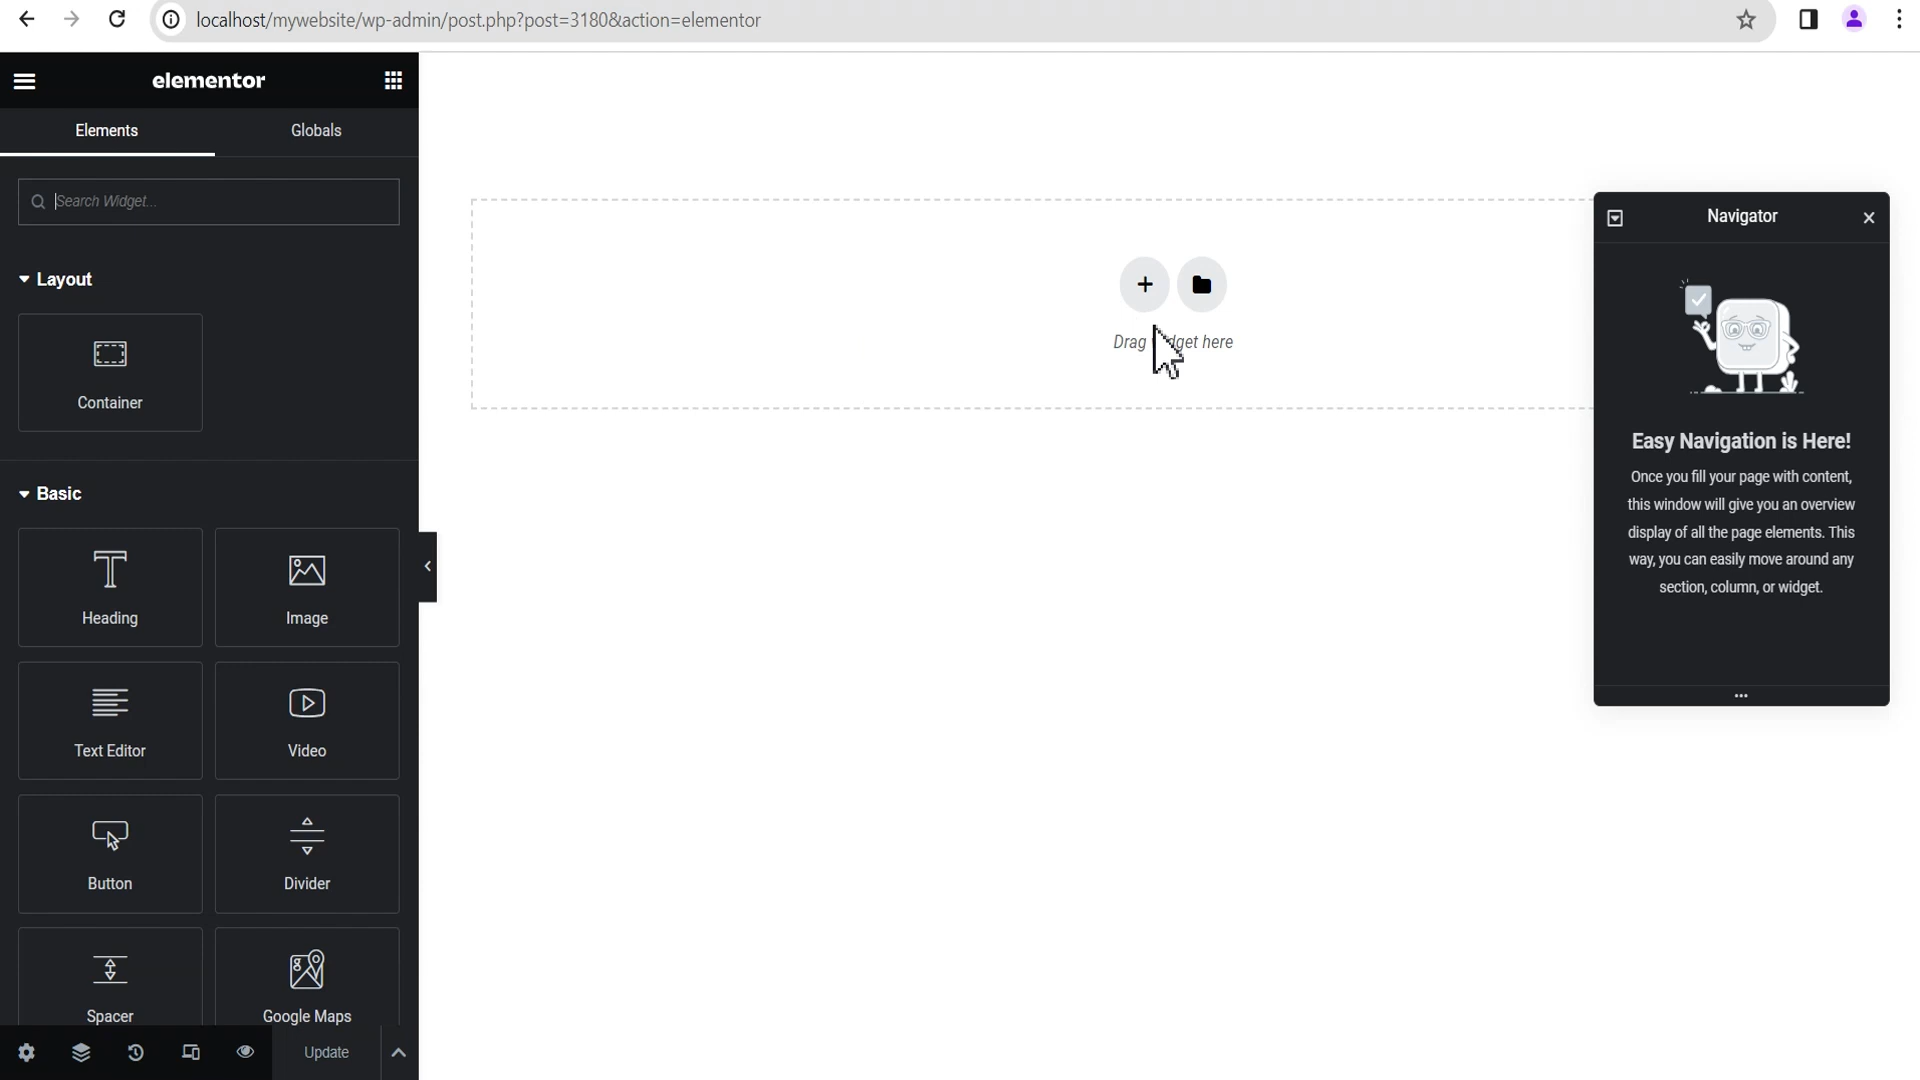 localhost/mywebsite/wp-admin/post.php?post=3180&action=elementor
elementor
Elements Globals
Search Widget...
Layout
Container
Basic
Heading Image
Text Editor Video
Button Divider
Spacer Google Maps
Update
Drag widget here
Navigator
Easy Navigation is Here!
Once you fill your page with content,
this window will give you an overview
display of all the page elements. This
way, you can easily move around any
section, column, or widget.